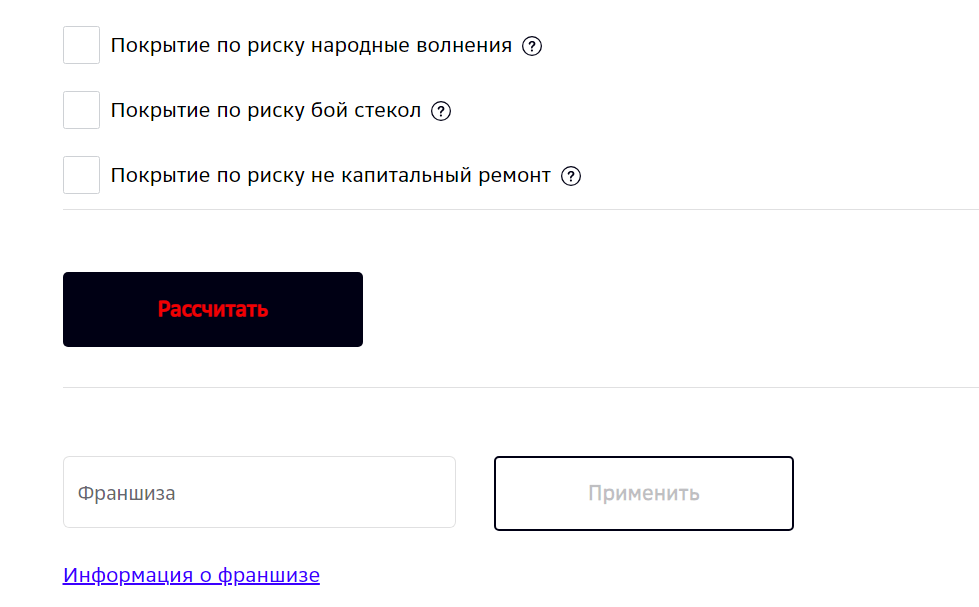 Покрытие по риску народные волнения ?
Покрытие по риску бой стекол ?
Покрытие по риску не капитальный ремонт ?
Рассчитать
Франшиза
Применить
Информация о франшизе